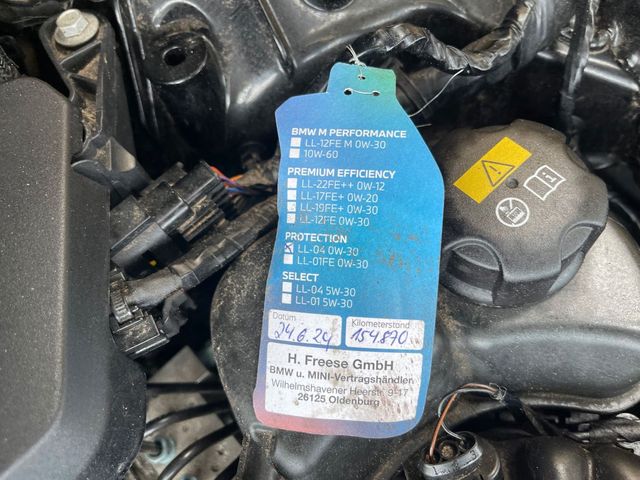 BMW M PERFORMANCE
LL-12FE M 0W-30
10W-60
PREMIUM EFFICIENCY
LL-22FE++ 0W-12
LL-17FE+ 0W-20
LL-19FE+ 0W-30
LL-12FE 0W-30
PROTECTION
LL-04 0W-30
LL-01FE 0W-30
SELECT
LL-04 5W-30
LL-01 5W-30
Datum
24.6.24
Kilometerstand
154.870
H. Freese GmbH
BMW u. MINI-Vertragshändler
Wilhelmshavener Heerstr. 9-17
26125 Oldenburg